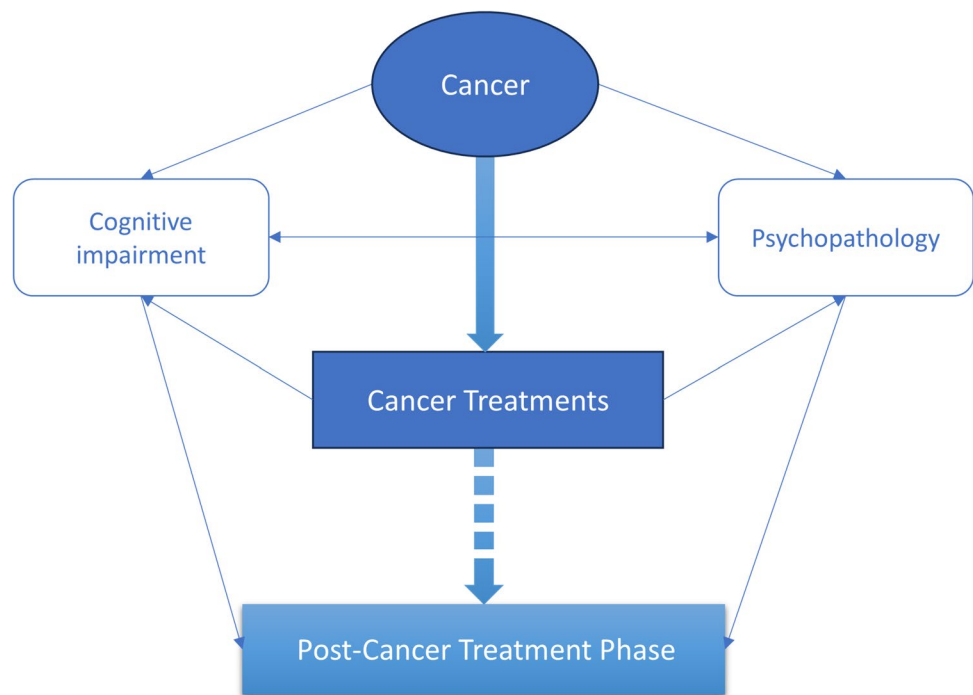 Cancer
Cognitive
impairment
Psychopathology
Cancer Treatments
Post-Cancer Treatment Phase